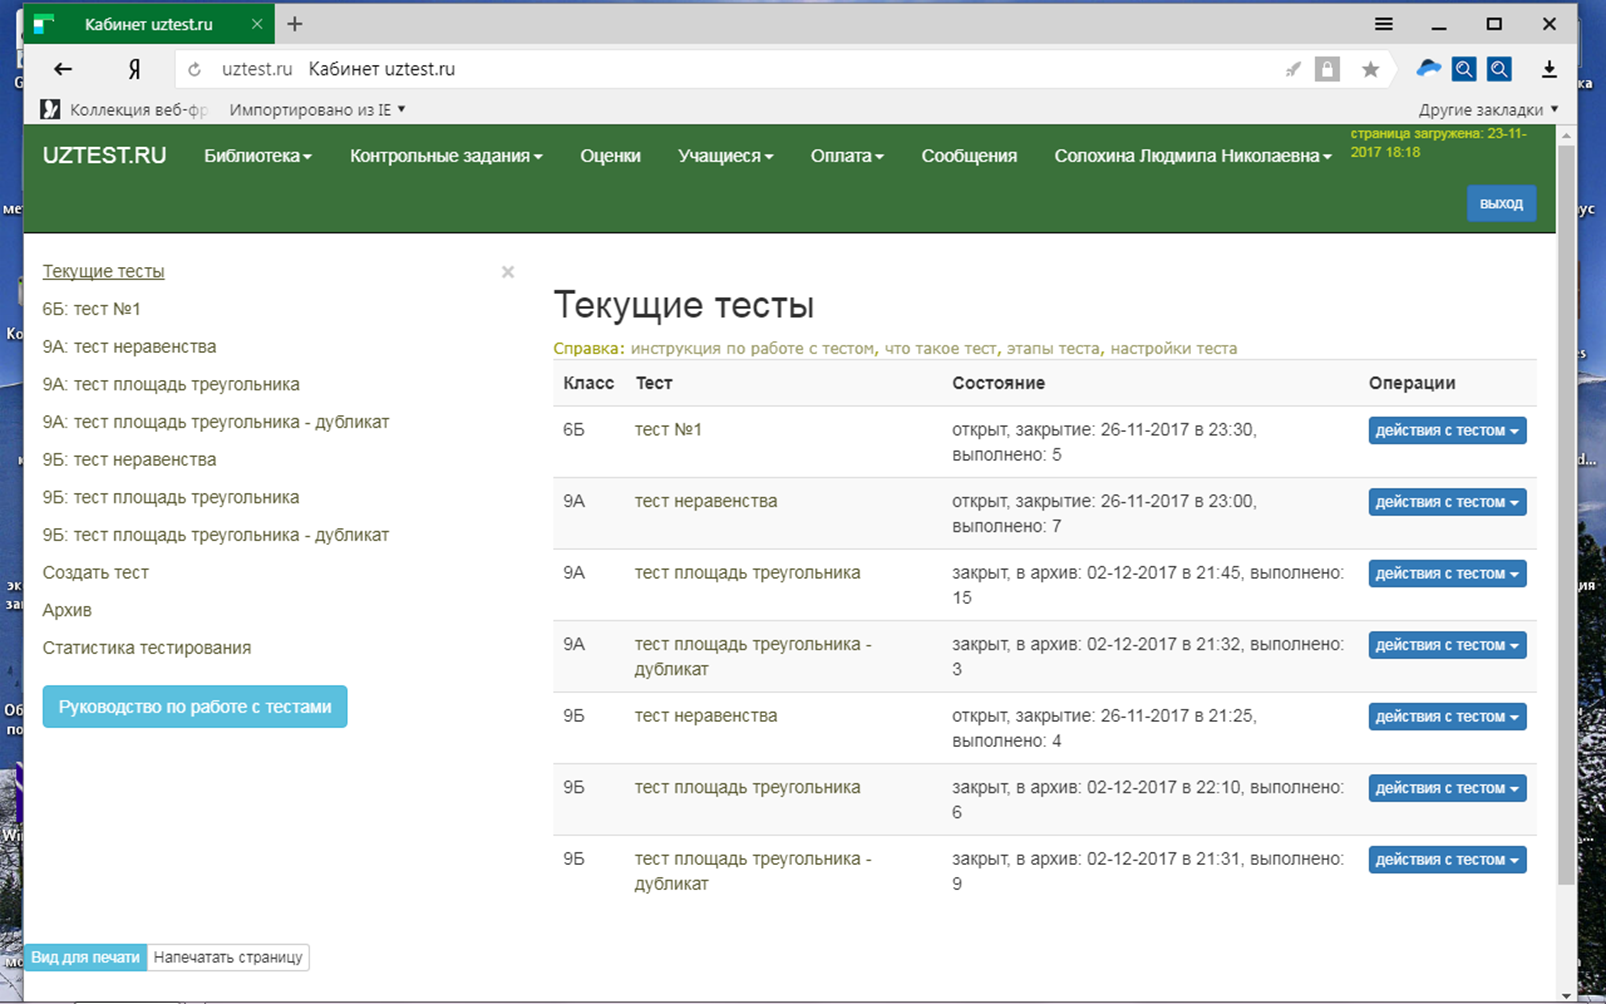 Кабинет uztest.ru
Я
uztest.ru Кабинет uztest.ru
Коллекция веб-фр
Импортировано из IE
Другие закладки
UZTEST.RU
Библиотека
Контрольные задания
Оценки
Учащиеся
Оплата
Сообщения
Солохина Людмила Николаевна
страница загружена: 23-11-
2017 18:18
выход
Текущие тесты
6Б: тест №1
9А: тест неравенства
9А: тест площадь треугольника
9А: тест площадь треугольника - дубликат
9Б: тест неравенства
9Б: тест площадь треугольника
9Б: тест площадь треугольника - дубликат
Создать тест
Архив
Статистика тестирования
Руководство по работе с тестами
Текущие тесты
Справка: инструкция по работе с тестом, что такое тест, этапы теста, настройки теста
Класс Тест Состояние Операции
6Б тест №1 открыт, закрытие: 26-11-2017 в 23:30, действия с тестом
выполнено: 5
9А тест неравенства открыт, закрытие: 26-11-2017 в 23:00, действия с тестом
выполнено: 7
9А тест площадь треугольника закрыт, в архив: 02-12-2017 в 21:45, выполнено: действия с тестом
15
9А тест площадь треугольника - закрыт, в архив: 02-12-2017 в 21:32, выполнено: действия с тестом
дубликат 3
9Б тест неравенства открыт, закрытие: 26-11-2017 в 21:25, действия с тестом
выполнено: 4
9Б тест площадь треугольника закрыт, в архив: 02-12-2017 в 22:10, выполнено: действия с тестом
6
9Б тест площадь треугольника - закрыт, в архив: 02-12-2017 в 21:31, выполнено: действия с тестом
дубликат 9
Вид для печати
Напечатать страницу